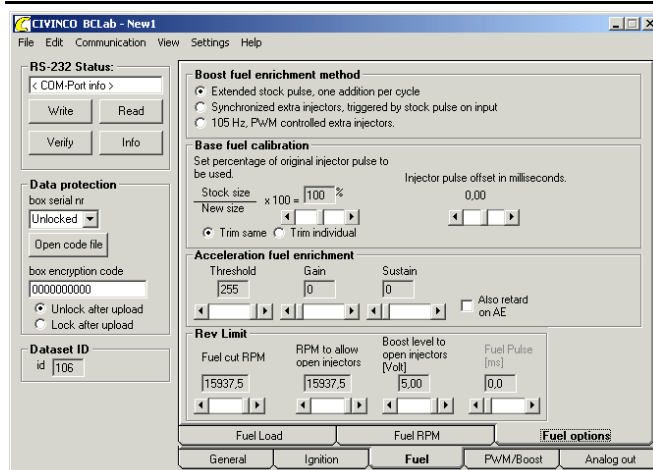 CIVINCO BCLab - New1
File Edit Communication View Settings Help
RS-232 Status:
< COM-Port info >
Write Read
Verify Info
Data protection
box serial nr
Unlocked
Open code file
box encryption code
0000000000
Unlock after upload
Lock after upload
Dataset ID
id 106
Boost fuel enrichment method
Extended stock pulse, one addition per cycle
Synchronized extra injectors, triggered by stock pulse on input
105 Hz, PWM controlled extra injectors.
Base fuel calibration
Set percentage of original injector pulse to
be used.
Stock size
New size
x 100 = 100 %
Trim same Trim individual
Injector pulse offset in milliseconds.
0,00
Acceleration fuel enrichment
Threshold Gain Sustain
255 0 0
Also retard
on AE
Rev Limit
Fuel cut RPM
15937,5
RPM to allow
open injectors
15937,5
Boost level to
open injectors
[Volt]
5,00
Fuel Pulse
[ms]
0,0
Fuel Load Fuel RPM Fuel options
General Ignition Fuel PWM/Boost Analog out